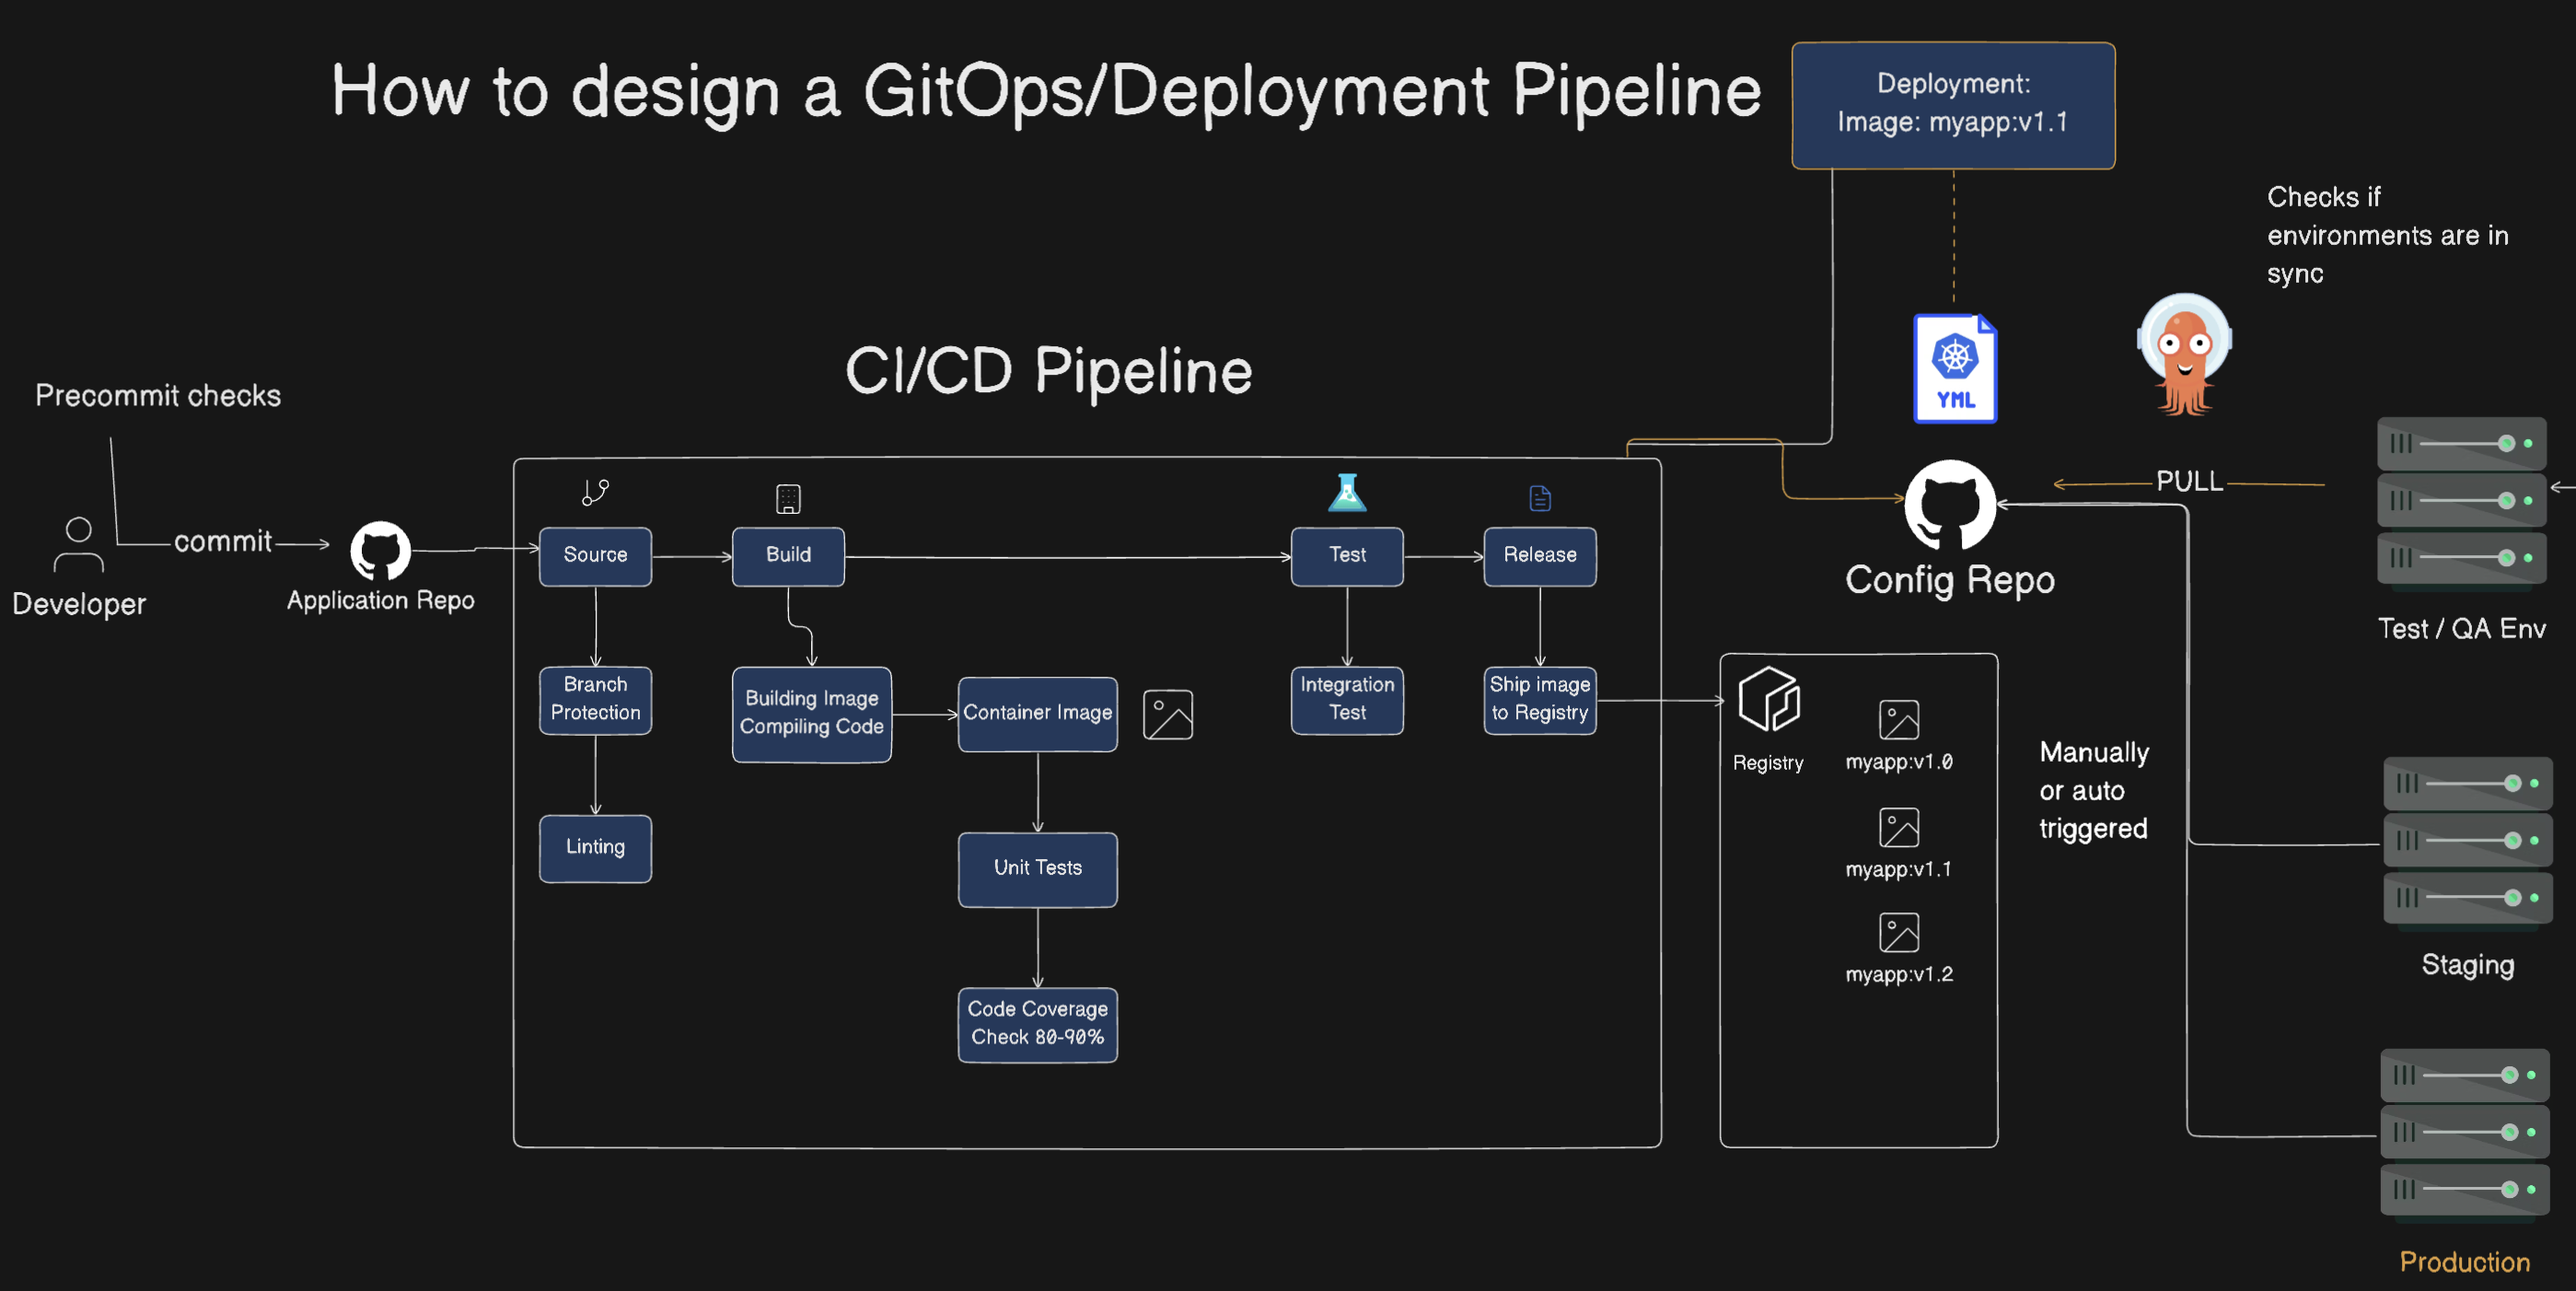 How to design a GitOps/Deployment Pipeline
Deployment:
Image: myapp:v1.1
Checks if
environments are in
sync
CI/CD Pipeline
YML
Precommit checks
PULL
commit
Developer
Application Repo
Source
Build
Test
Release
Config Repo
Test / QA Env
Branch
Protection
Building Image
Compiling Code
Container Image
Integration
Test
Ship image
to Registry
Registry
myapp:v1.0
Manually
or auto
triggered
Linting
Unit Tests
myapp:v1.1
myapp:v1.2
Staging
Code Coverage
Check 80-90%
Production